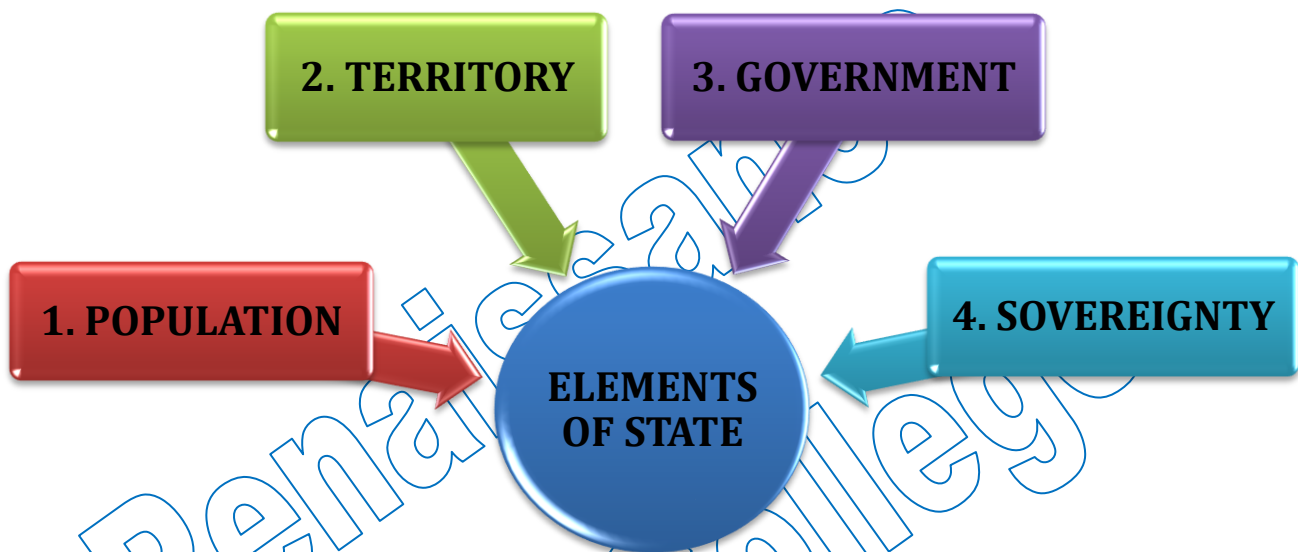 2. TERRITORY
3. GOVERNMENT
1. POPULATION
4. SOVEREIGNTY
ELEMENTS
OF STATE